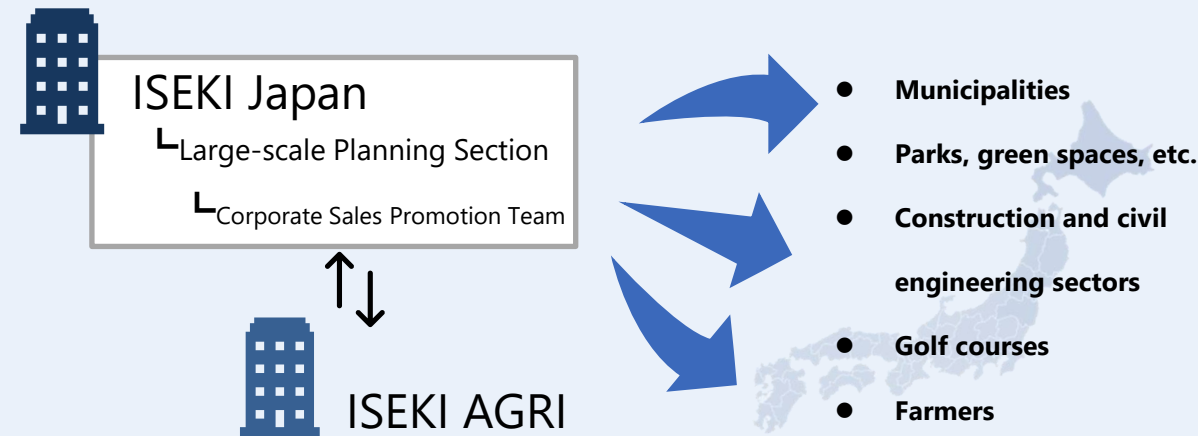 ISEKI Japan
┗Large-scale Planning Section
┗Corporate Sales Promotion Team
ISEKI AGRI
● Municipalities
● Parks, green spaces, etc.
● Construction and civil
engineering sectors
● Golf courses
● Farmers